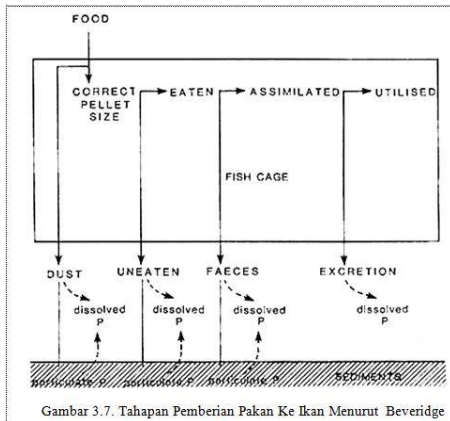 FOOD
CORRECT PELLET SIZE
EATEN
ASSIMILATED
UTILISED
FISH CAGE
DUST
UNEATEN
FAECES
EXCRETION
dissolved P
dissolved P
dissolved P
dissolved P
particulate P
particulate P
particulate P
SEDIMENTS
Gambar 3.7. Tahapan Pemberian Pakan Ke Ikan Menurut Beveridge